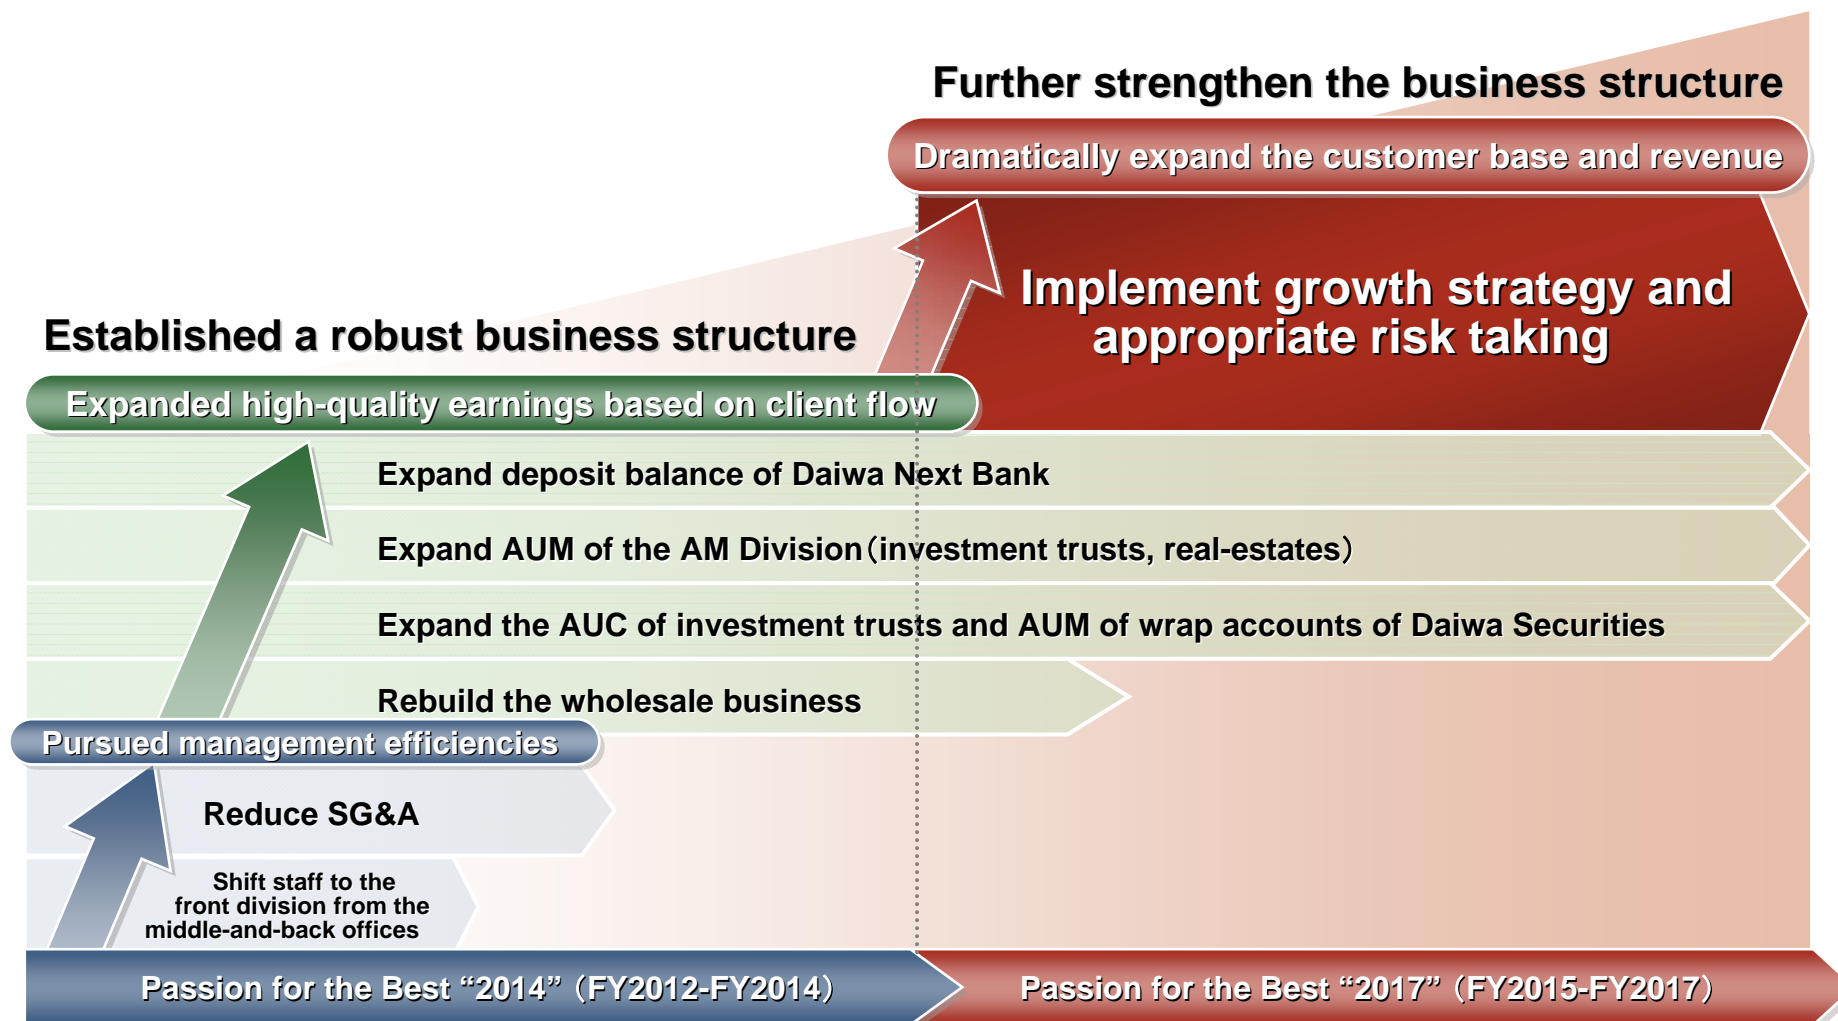 Further strengthen the business structure
Dramatically expand the customer base and revenue
Implement growth strategy and
appropriate risk taking
Established a robust business structure
Expanded high-quality earnings based on client flow
Expand deposit balance of Daiwa Next Bank
Expand AUM of the AM Division（investment trusts, real-estates）
Expand the AUC of investment trusts and AUM of wrap accounts of Daiwa Securities
Rebuild the wholesale business
Pursued management efficiencies
Reduce SG&A
Shift staff to the
front division from the
middle-and-back offices
Passion for the Best “2014”（FY2012-FY2014）
Passion for the Best “2017”（FY2015-FY2017）